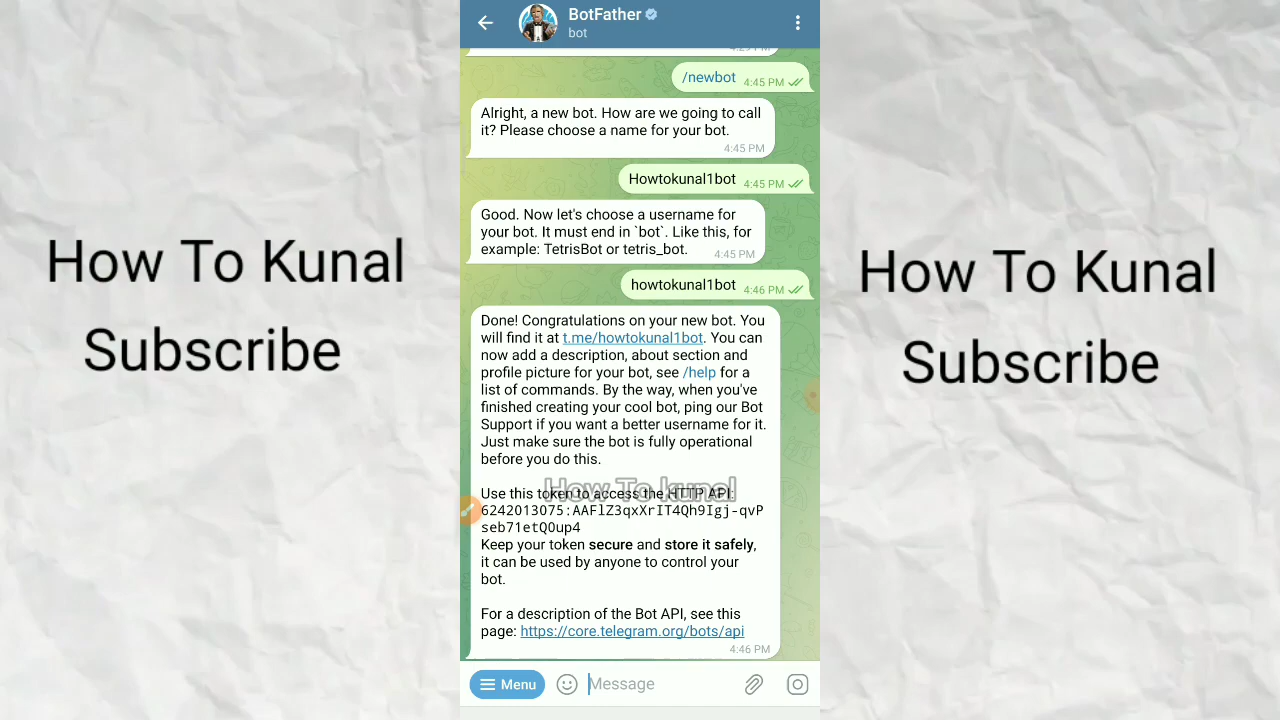 BotFather
bot
/newbot 4:45 PM
Alright, a new bot. How are we going to call
it? Please choose a name for your bot.
4:45 PM
Howtokunal1bot 4:45 PM
Good. Now let's choose a username for
your bot. It must end in `bot`. Like this, for
example: TetrisBot or tetris_bot. 4:45 PM
howtokunal1bot 4:46 PM
Done! Congratulations on your new bot. You
will find it at t.me/howtokunal1bot. You can
now add a description, about section and
profile picture for your bot, see /help for a
list of commands. By the way, when you've
finished creating your cool bot, ping our Bot
Support if you want a better username for it.
Just make sure the bot is fully operational
before you do this.
Use this token to access the HTTP API:
6242013075:AAFlZ3qxXrIT4Qh9Igj-qvP
seb71etQ0up4
Keep your token secure and store it safely,
it can be used by anyone to control your
bot.
For a description of the Bot API, see this
page: https://core.telegram.org/bots/api
4:46 PM
Menu
Message
How To kunal
How To Kunal
Subscribe
How To Kunal
Subscribe